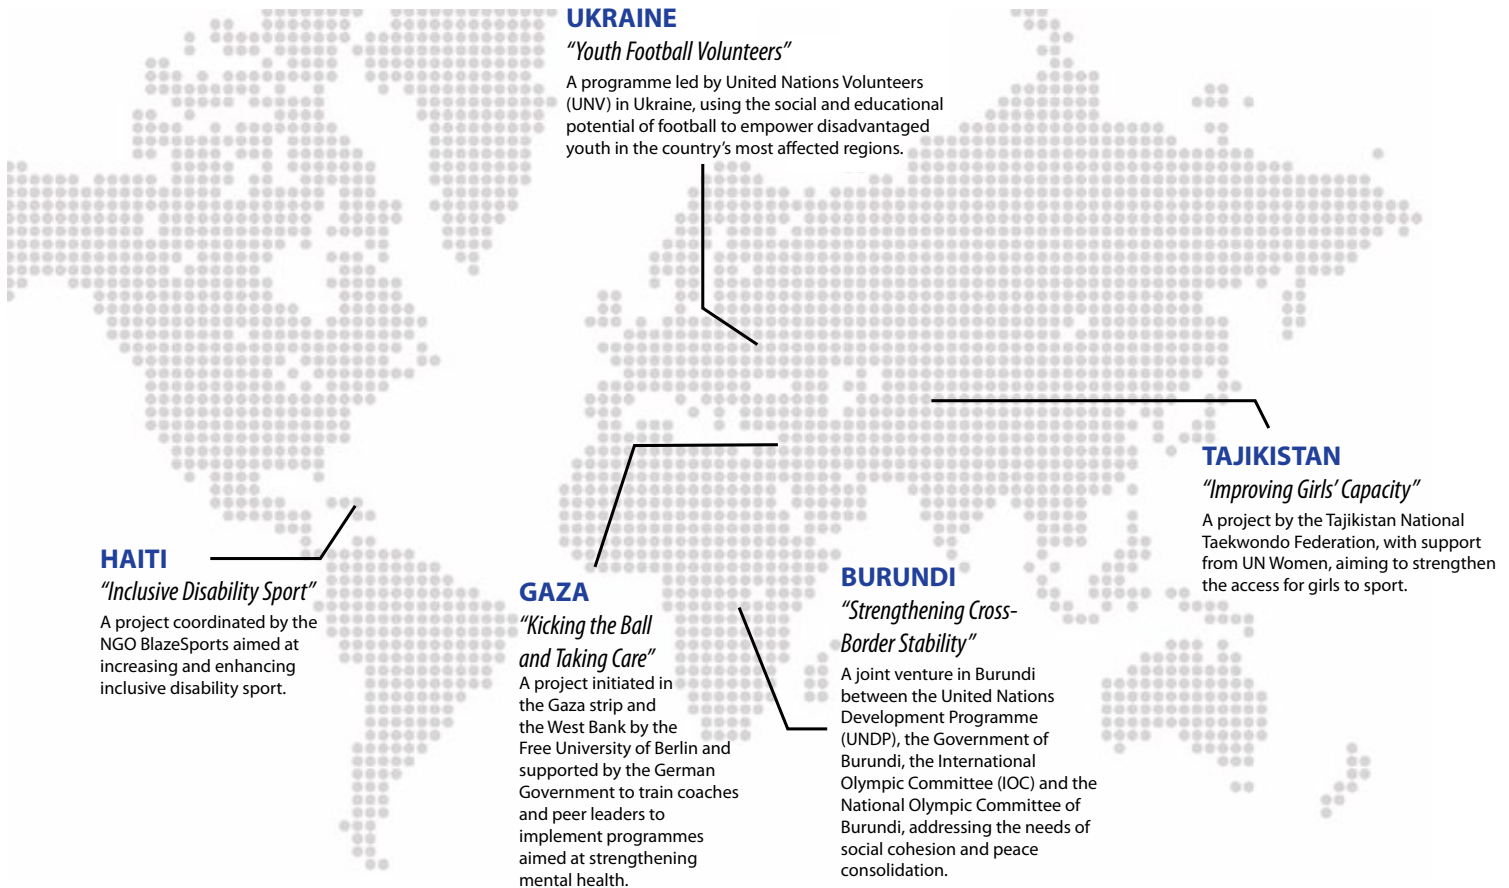 UKRAINE
“Youth Football Volunteers”
A programme led by United Nations Volunteers
(UNV) in Ukraine, using the social and educational
potential of football to empower disadvantaged
youth in the country’s most affected regions.
TAJIKISTAN
“Improving Girls’ Capacity”
A project by the Tajikistan National
Taekwondo Federation, with support
from UN Women, aiming to strengthen
the access for girls to sport.
HAITI
“Inclusive Disability Sport”
A project coordinated by the
NGO BlazeSports aimed at
increasing and enhancing
inclusive disability sport.
GAZA
“Kicking the Ball
and Taking Care”
A project initiated in
the Gaza strip and
the West Bank by the
Free University of Berlin and
supported by the German
Government to train coaches
and peer leaders to
implement programmes
aimed at strengthening
mental health.
BURUNDI
“Strengthening Cross-
Border Stability”
A joint venture in Burundi
between the United Nations
Development Programme
(UNDP), the Government of
Burundi, the International
Olympic Committee (IOC) and the
National Olympic Committee of
Burundi, addressing the needs of
social cohesion and peace
consolidation.